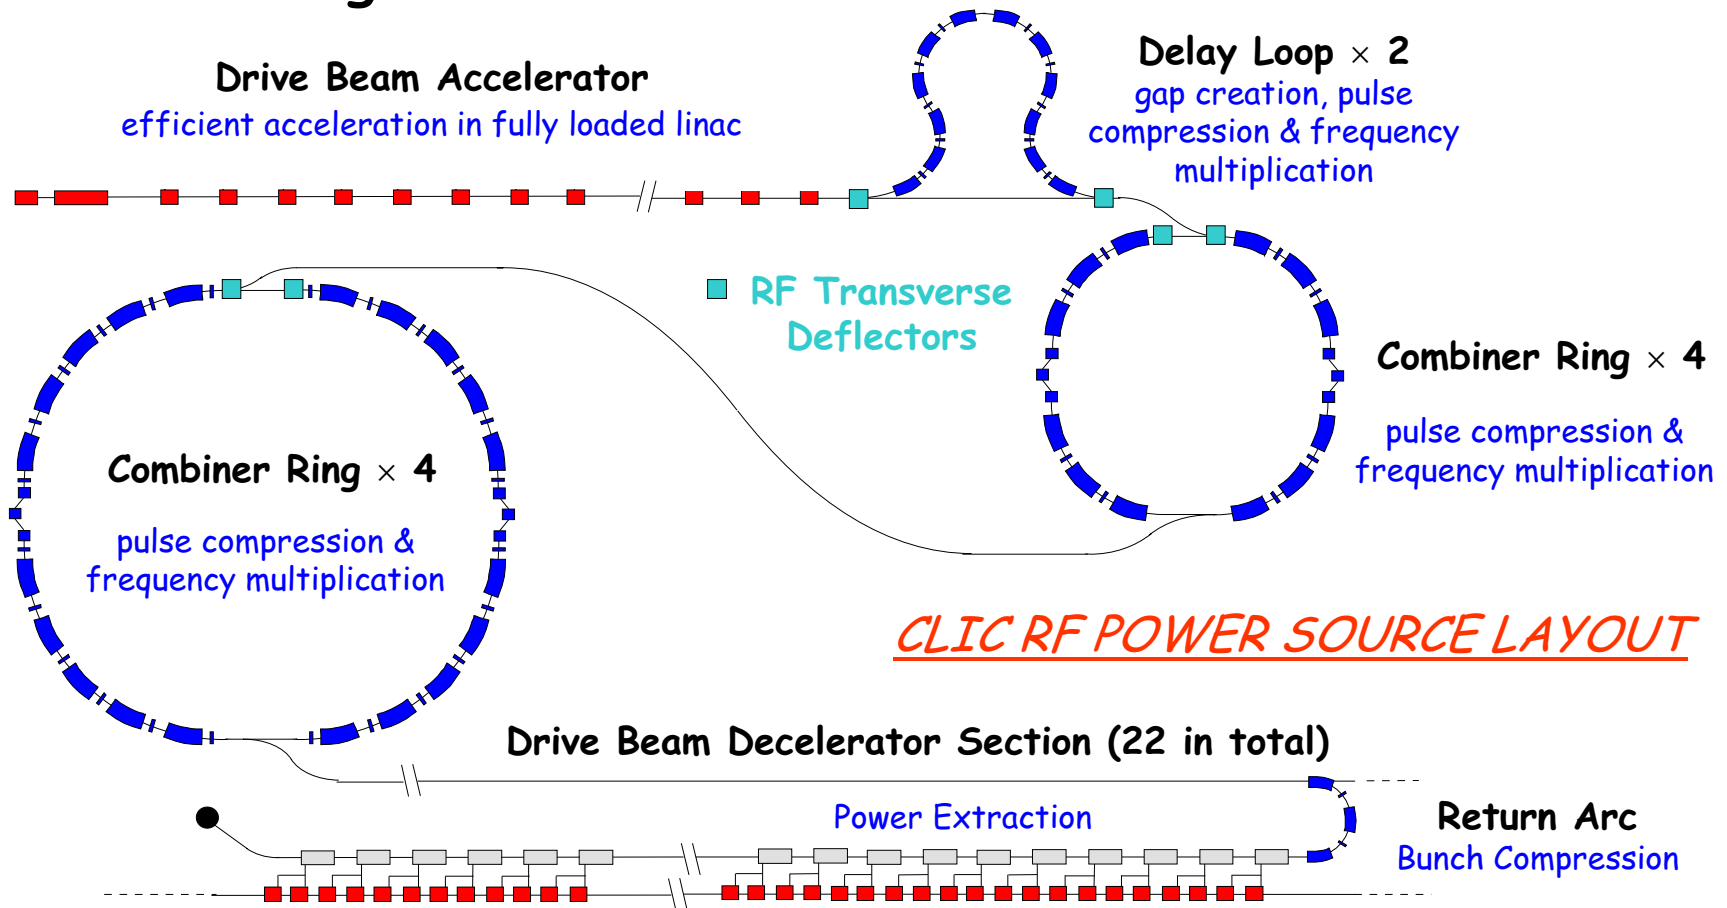 Drive Beam Accelerator
efficient acceleration in fully loaded linac
Delay Loop × 2
gap creation, pulse
compression & frequency
multiplication
RF Transverse
Deflectors
Combiner Ring × 4
pulse compression &
frequency multiplication
Combiner Ring × 4
pulse compression &
frequency multiplication
CLIC RF POWER SOURCE LAYOUT
Drive Beam Decelerator Section (22 in total)
Power Extraction
Return Arc
Bunch Compression